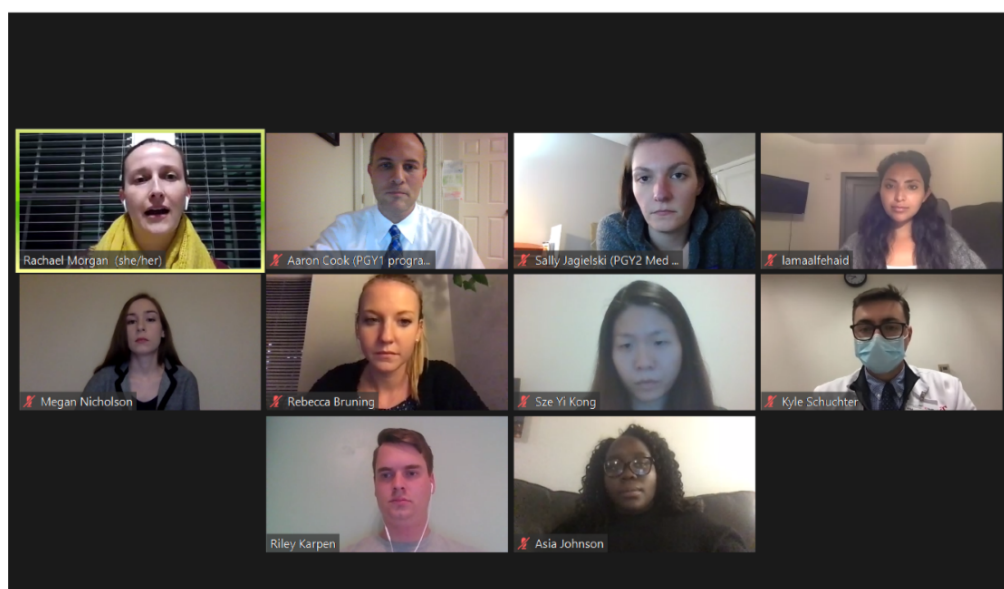 Rachael Morgan (she/her)
Aaron Cook (PGY1 progra...
Sally Jagielski (PGY2 Med ...
lamaalfehaid
Megan Nicholson
Rebecca Bruning
Sze Yi Kong
Kyle Schuchter
Riley Karpen
Asia Johnson